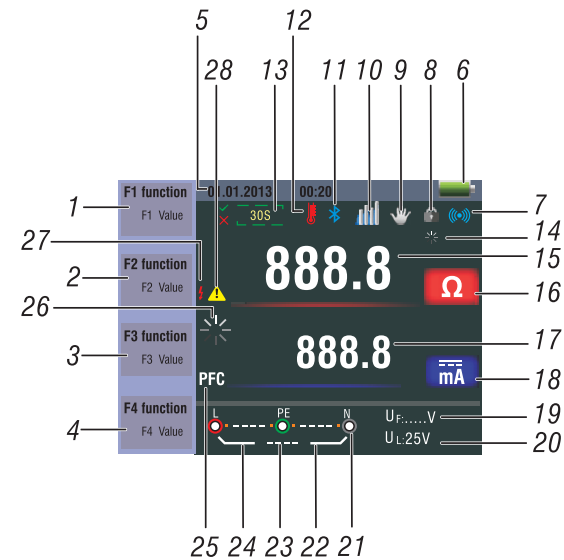 5 28 13 12 11 10 9 8 6
F1 function 01.01.2013 00:20
1 F1 Value 30S 7
14
27 F2 function 888.8 15
2 F2 Value Ω 16
26
F3 function 888.8 17
3 F3 Value mA 18
PFC
F4 function L PE N UF:.....V 19
4 F4 Value UL:25V 20
25 24 23 22 21